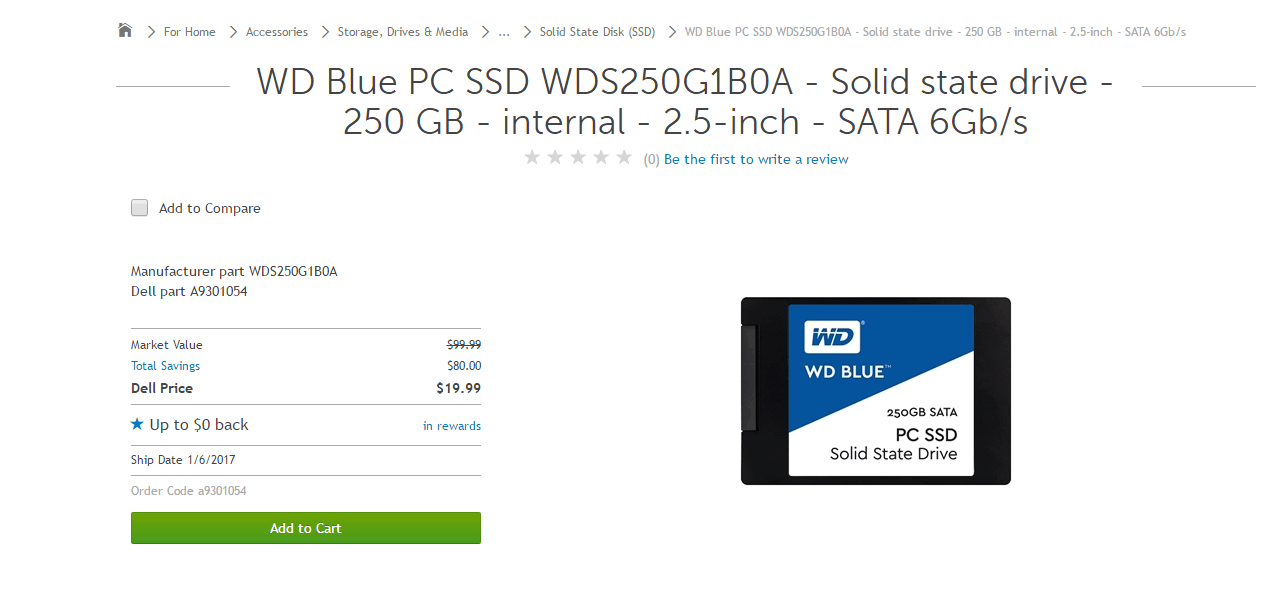 For Home Accessories Storage, Drives & Media ... Solid State Disk (SSD) WD Blue PC SSD WDS250G1B0A - Solid state drive - 250 GB - internal - 2.5-inch - SATA 6Gb/s
WD Blue PC SSD WDS250G1B0A - Solid state drive -
250 GB - internal - 2.5-inch - SATA 6Gb/s
(0) Be the first to write a review
Add to Compare
Manufacturer part WDS250G1B0A
Dell part A9301054
Market Value $99.99
Total Savings $80.00
Dell Price $19.99
Up to $0 back in rewards
Ship Date 1/6/2017
Order Code a9301054
Add to Cart
WD®
WD BLUE™
250GB SATA
PC SSD
Solid State Drive